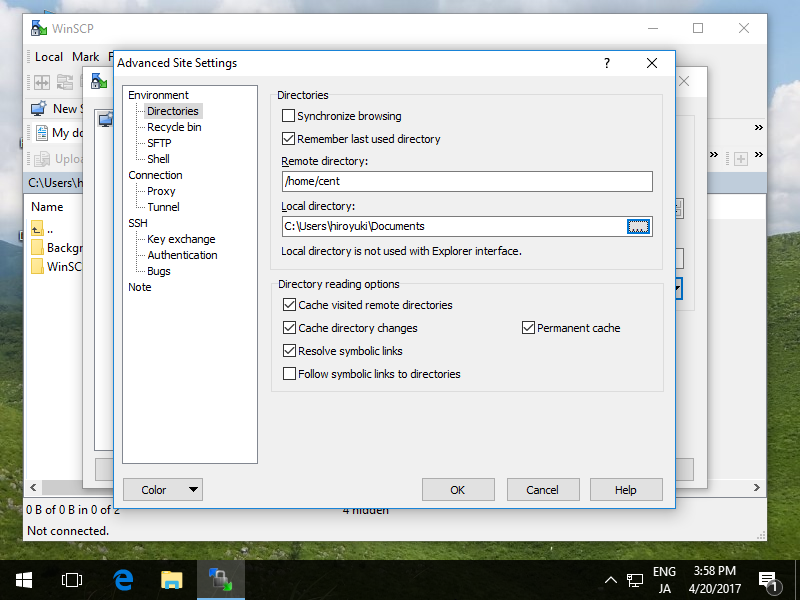 WinSCP
Local Mark
Advanced Site Settings
?
New
My
Uploa
C:\Users\h
Name
..
Backgr
WinSC
Environment
Directories
Recycle bin
SFTP
Shell
Connection
Proxy
Tunnel
SSH
Key exchange
Authentication
Bugs
Note
Directories
Synchronize browsing
Remember last used directory
Remote directory:
/home/cent
Local directory:
C:\Users\hiroyuki\Documents
...
Local directory is not used with Explorer interface.
Directory reading options
Cache visited remote directories
Cache directory changes
Permanent cache
Resolve symbolic links
Follow symbolic links to directories
Color
OK
Cancel
Help
0 B of 0 B in 0 of 2
4 hidden
Not connected.
ENG
JA
3:58 PM
4/20/2017
1